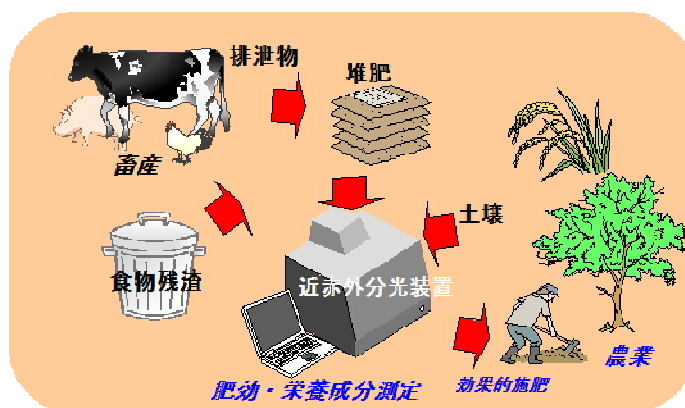 排泄物
堆肥
畜産
土壌
食物残渣
近赤外分光装置
農業
効果的施肥
肥効・栄養成分測定